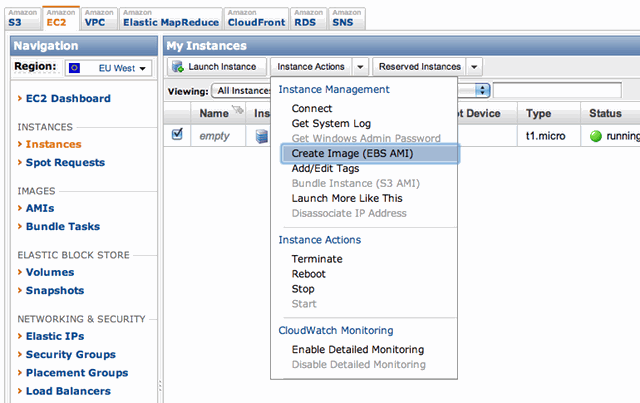 Amazon S3
Amazon EC2
Amazon VPC
Amazon Elastic MapReduce
Amazon CloudFront
Amazon RDS
Amazon SNS
Navigation
Region: EU West
EC2 Dashboard
INSTANCES
Instances
Spot Requests
IMAGES
AMIs
Bundle Tasks
ELASTIC BLOCK STORE
Volumes
Snapshots
NETWORKING & SECURITY
Elastic IPs
Security Groups
Placement Groups
Load Balancers
My Instances
Launch Instance Instance Actions Reserved Instances
Viewing: All Instances
Name Device Type Status
empty t1.micro running
Instance Management
Connect
Get System Log
Get Windows Admin Password
Create Image (EBS AMI)
Add/Edit Tags
Bundle Instance (S3 AMI)
Launch More Like This
Disassociate IP Address
Instance Actions
Terminate
Reboot
Stop
Start
CloudWatch Monitoring
Enable Detailed Monitoring
Disable Detailed Monitoring